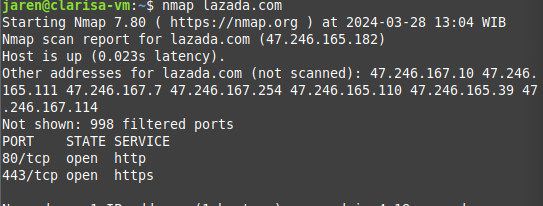 jaren@clarisa-vm:~$ nmap lazada.com
Starting Nmap 7.80 ( https://nmap.org ) at 2024-03-28 13:04 WIB
Nmap scan report for lazada.com (47.246.165.182)
Host is up (0.023s latency).
Other addresses for lazada.com (not scanned): 47.246.167.10 47.246.
165.111 47.246.167.7 47.246.167.254 47.246.165.110 47.246.165.39 47
.246.167.114
Not shown: 998 filtered ports
PORT    STATE SERVICE
80/tcp  open  http
443/tcp open  https